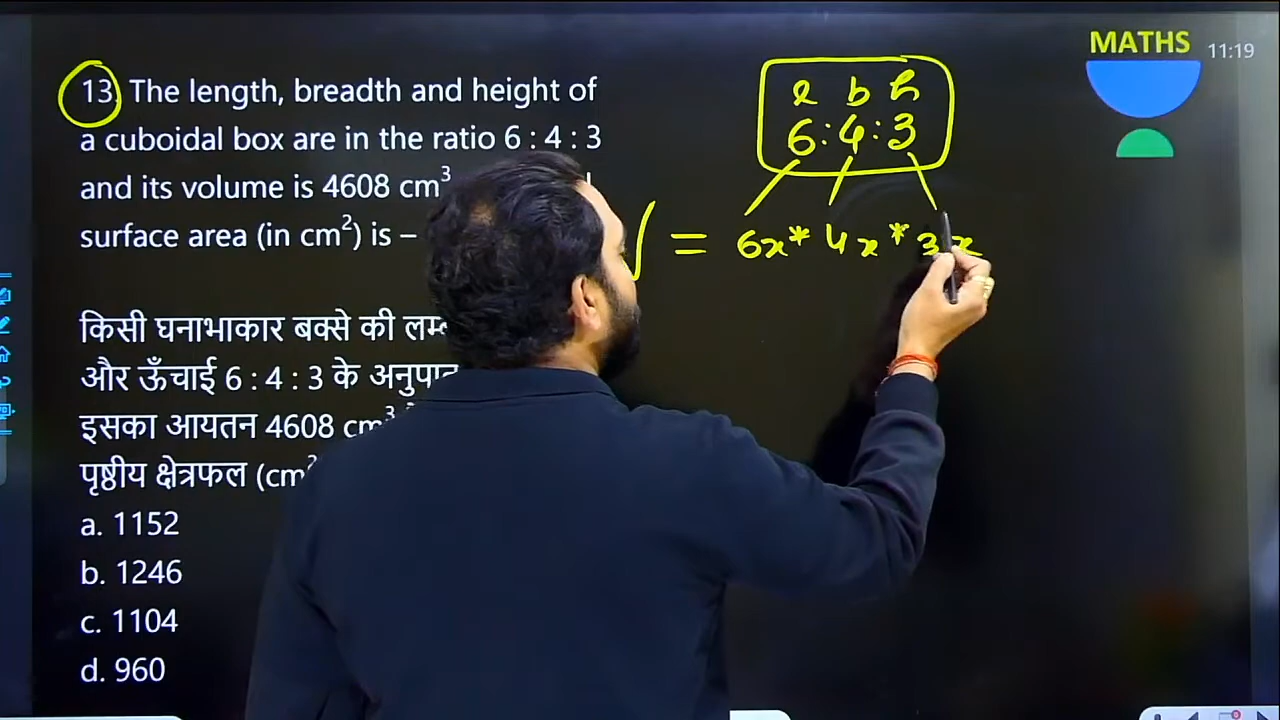 MATHS 11:19
13. The length, breadth and height of
a cuboidal box are in the ratio 6 : 4 : 3
and its volume is 4608 cm³
surface area (in cm²) is –
l b h
6 : 4 : 3
= 6x * 4x * 3x
किसी घनाभाकार बक्से की
और ऊँचाई 6 : 4 : 3 के
इसका आयतन 4608
पृष्ठीय क्षेत्रफल (cm²
a. 1152
b. 1246
c. 1104
d. 960